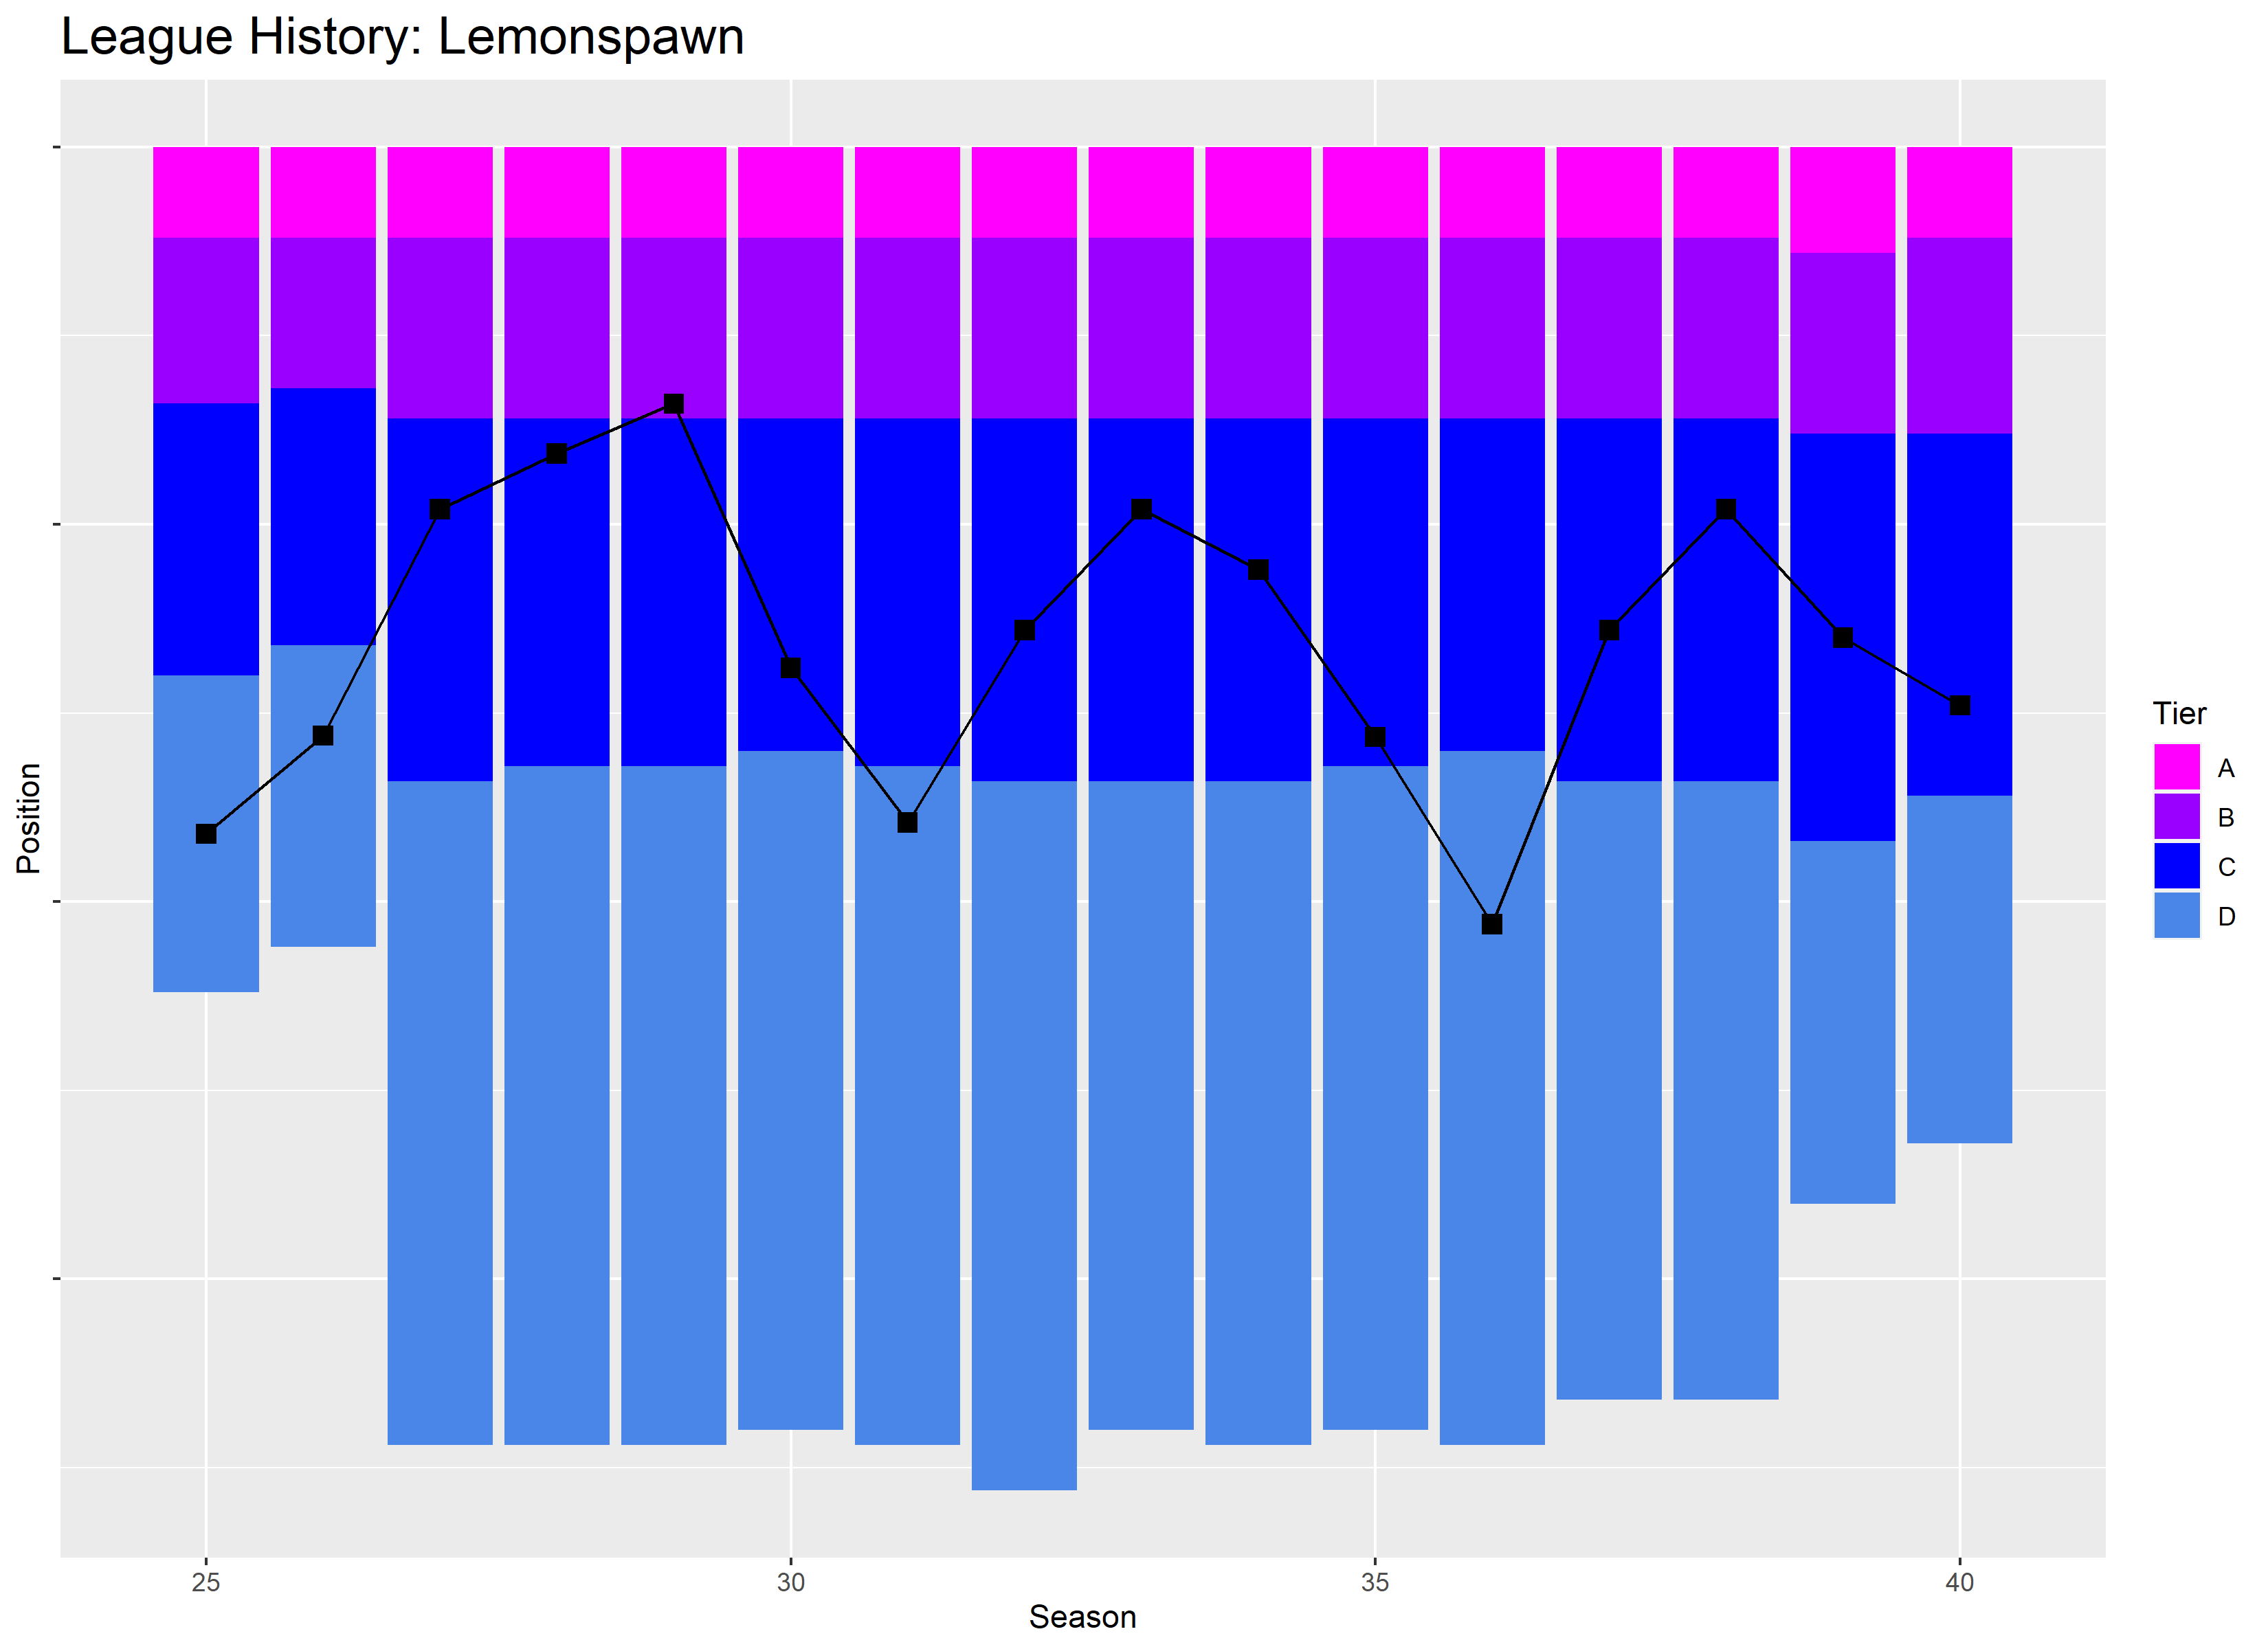 League History: Lemonspawn
Position
Tier
A
B
C
D
25
30
35
40
Season